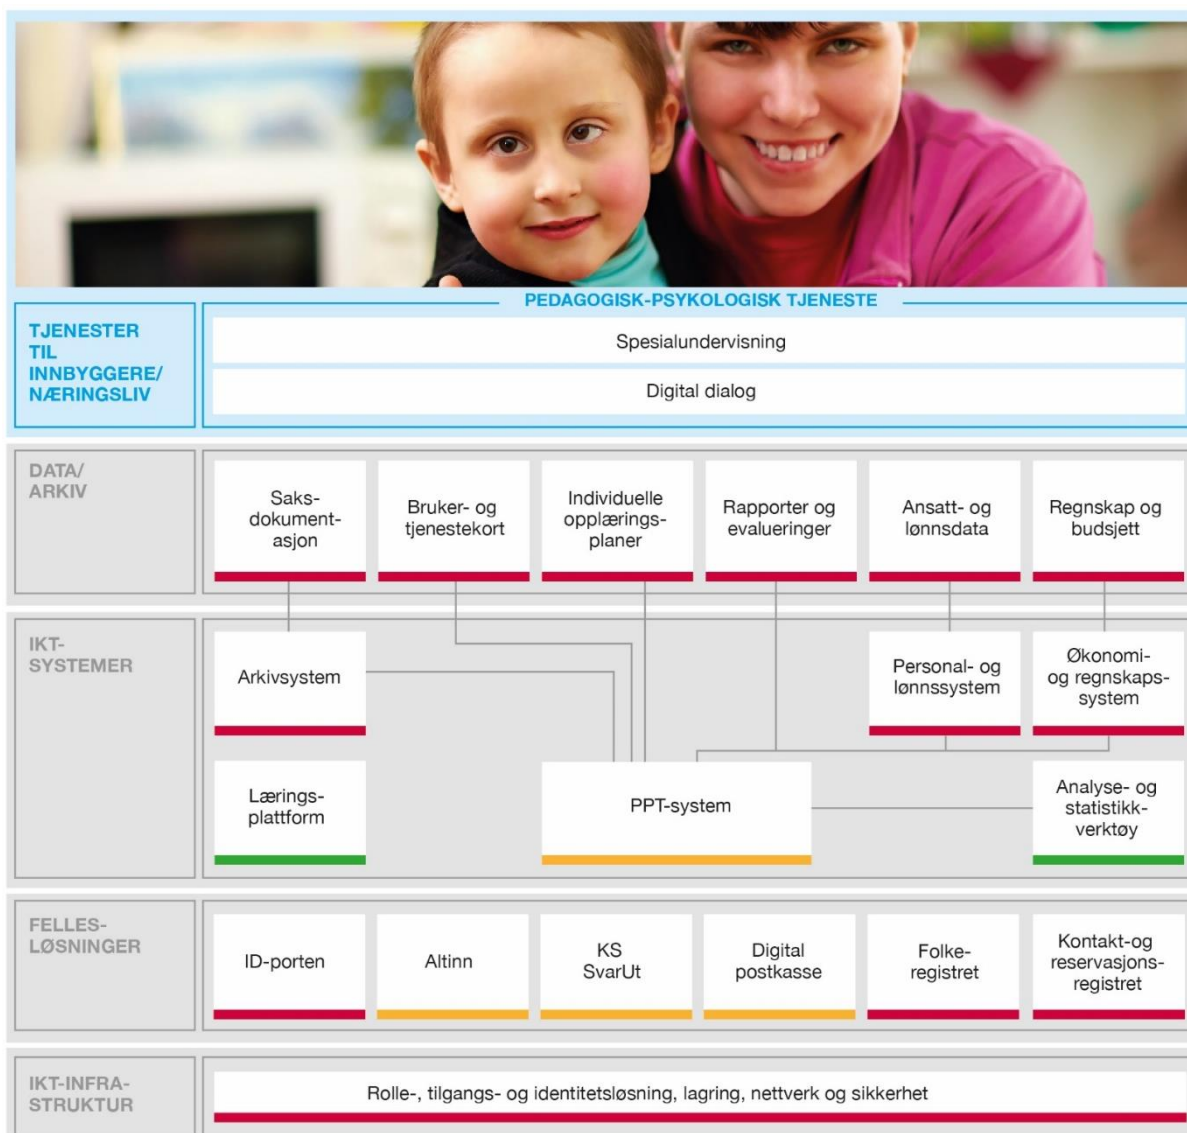 PEDAGOGISK-PSYKOLOGISK TJENESTE
TJENESTER
TIL
INNBYGGERE/
NÆRINGSLIV
Spesialundervisning
Digital dialog
DATA/
ARKIV
Saks-
dokument-
asjon
Bruker- og
tjenestekort
Individuelle
opplærings-
planer
Rapporter og
evalueringer
Ansatt- og
lønnsdata
Regnskap og
budsjett
IKT-
SYSTEMER
Arkivsystem
Personal- og
lønnssystem
Økonomi-
og regnskaps-
system
Lærings-
plattform
PPT-system
Analyse- og
statistikk-
verktøy
FELLES-
LØSNINGER
ID-porten
Altinn
KS
SvarUt
Digital
postkasse
Folke-
registret
Kontakt-og
reservasjons-
registret
IKT-INFRA-
STRUKTUR
Rolle-, tilgangs- og identitetsløsning, lagring, nettverk og sikkerhet